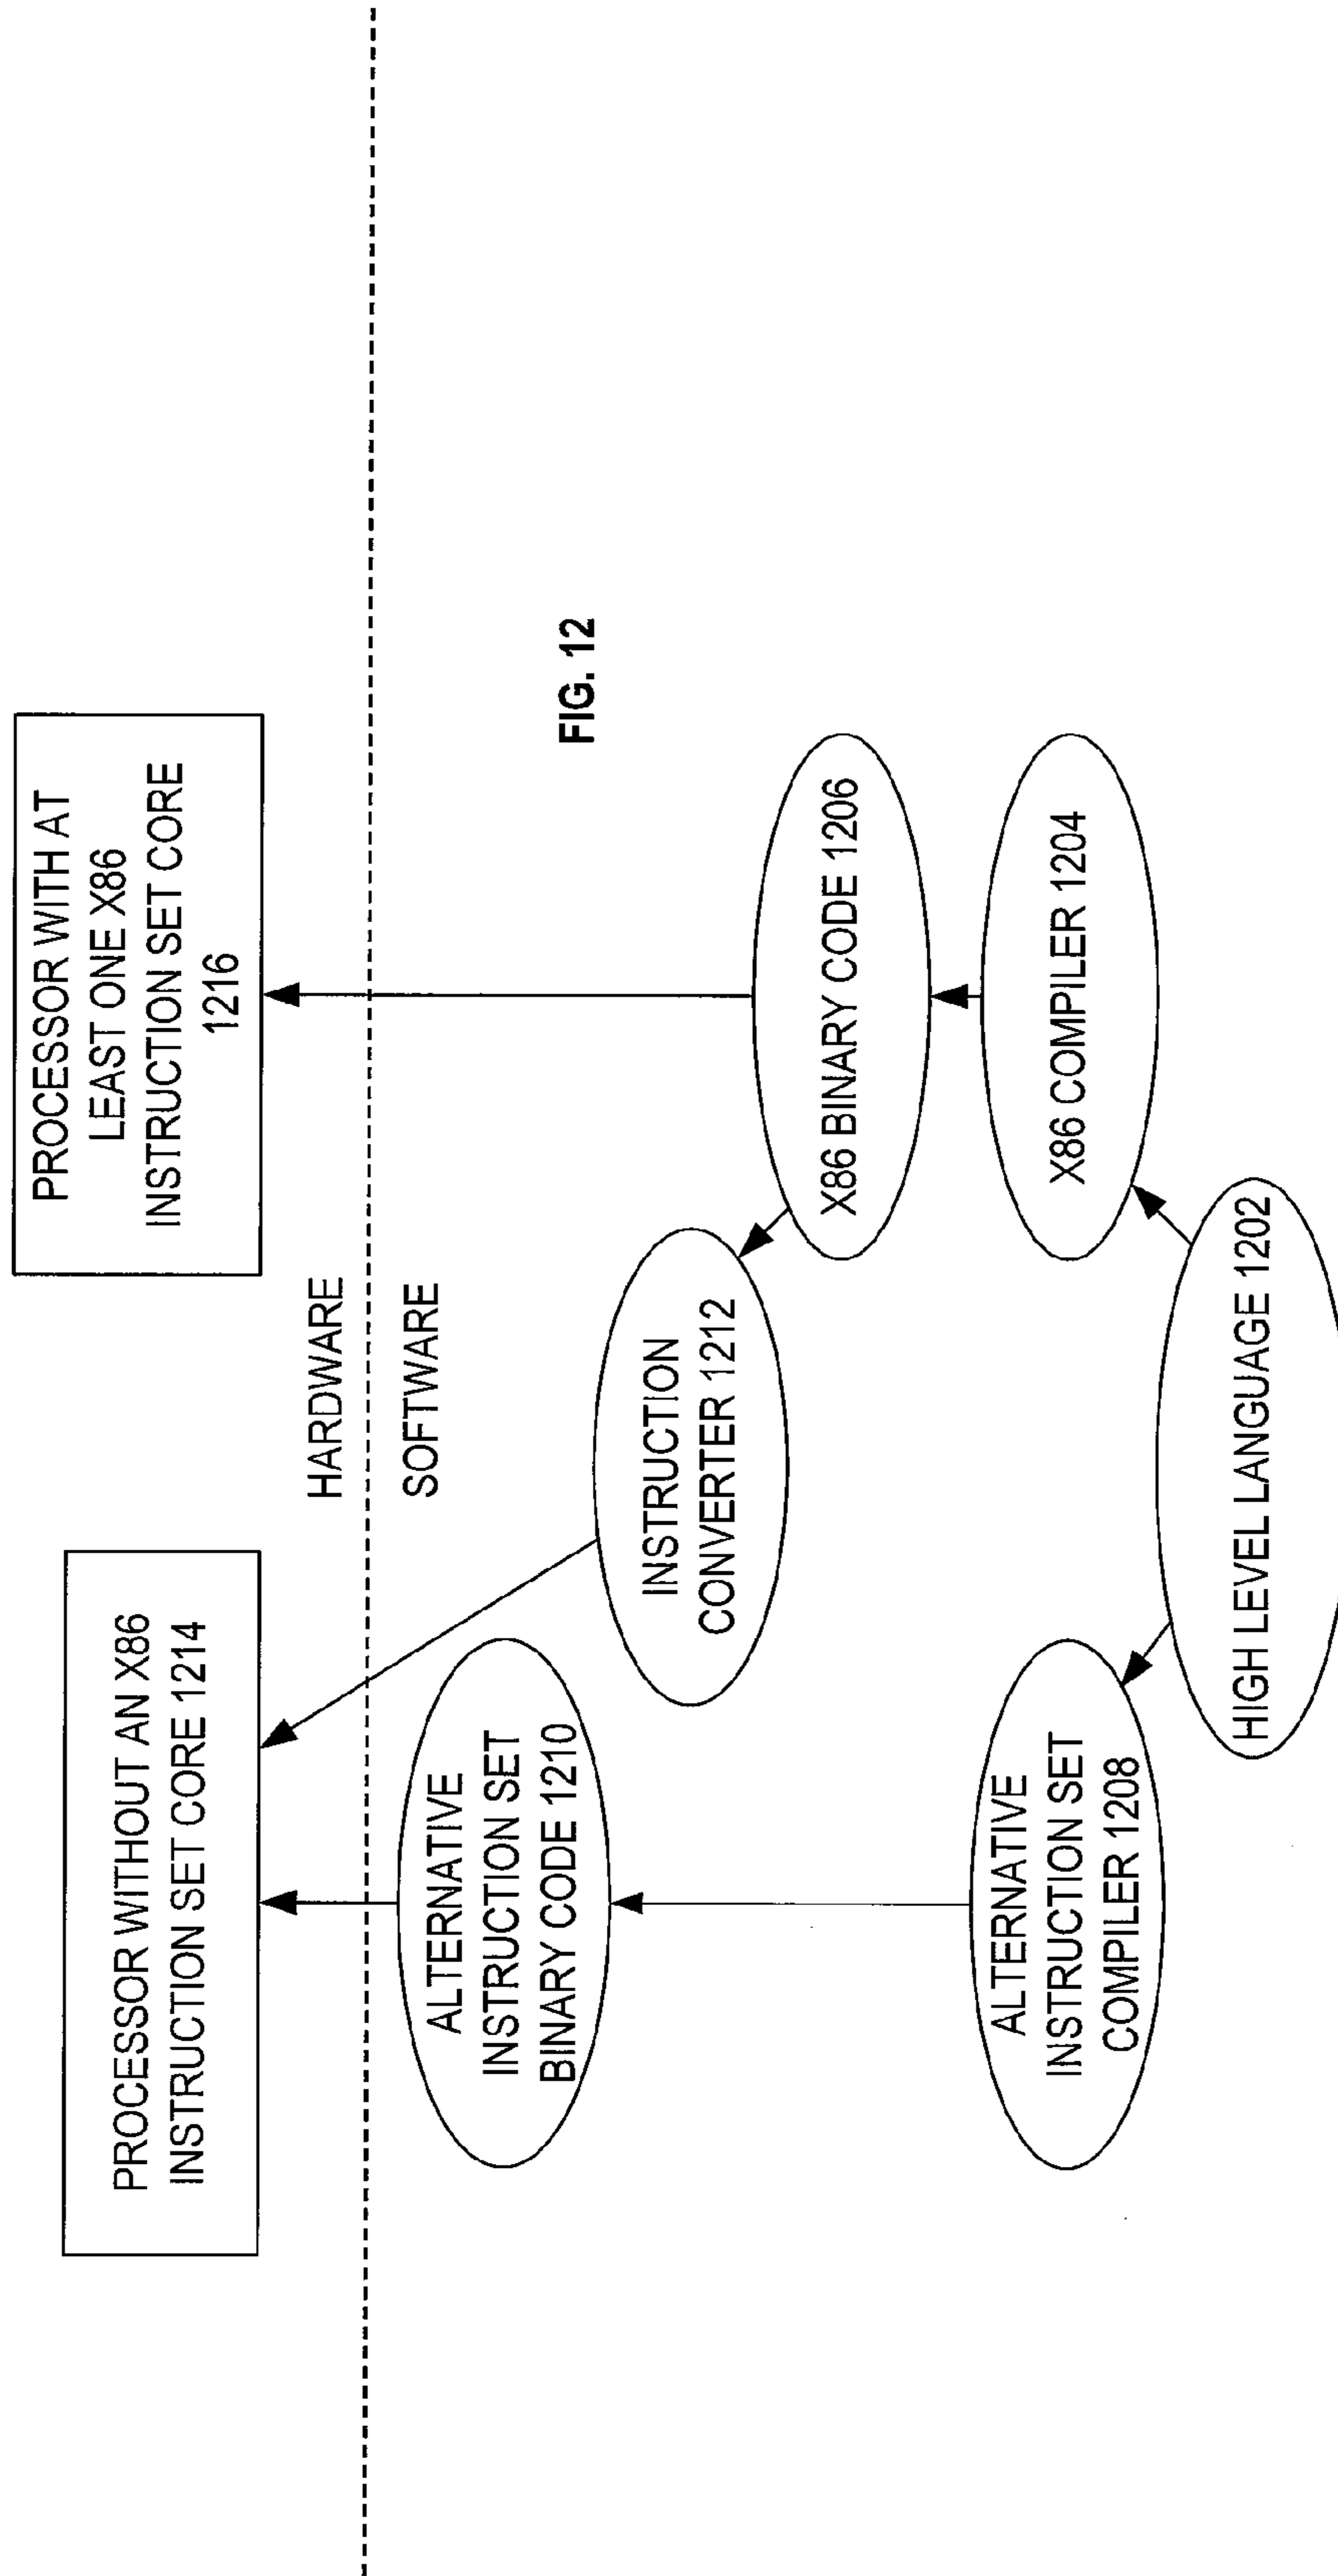 PROCESSOR WITHOUT AN X86
INSTRUCTION SET CORE 1214
PROCESSOR WITH AT
LEAST ONE X86
INSTRUCTION SET CORE
1216
HARDWARE
SOFTWARE
ALTERNATIVE
INSTRUCTION SET
BINARY CODE 1210
INSTRUCTION
CONVERTER 1212
FIG. 12
X86 BINARY CODE 1206
ALTERNATIVE
INSTRUCTION SET
COMPILER 1208
X86 COMPILER 1204
HIGH LEVEL LANGUAGE 1202